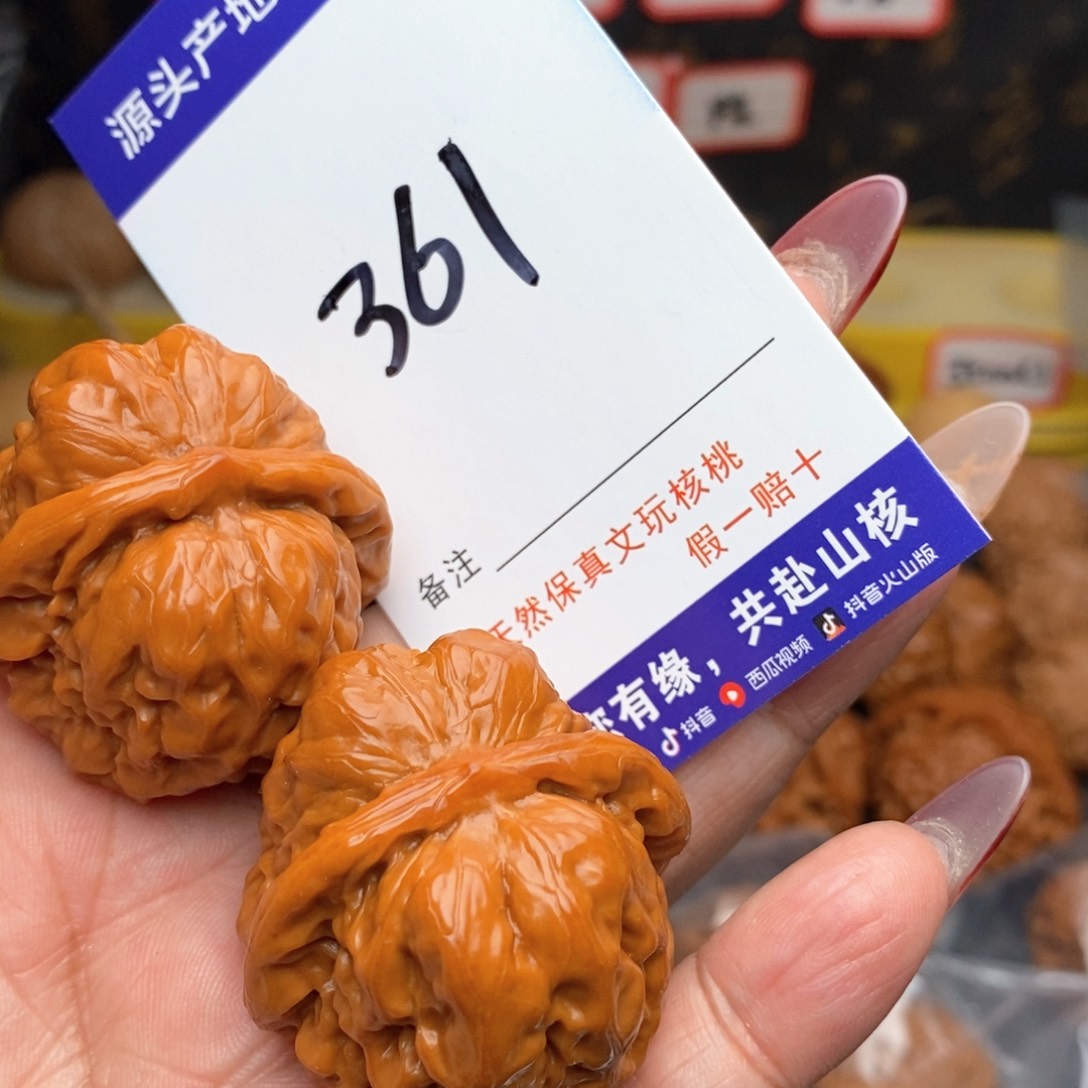 源头产地
361
备注
天然保真文玩核桃
假一赔十
你有缘，共赴山核
抖音 西瓜视频 抖音火山版